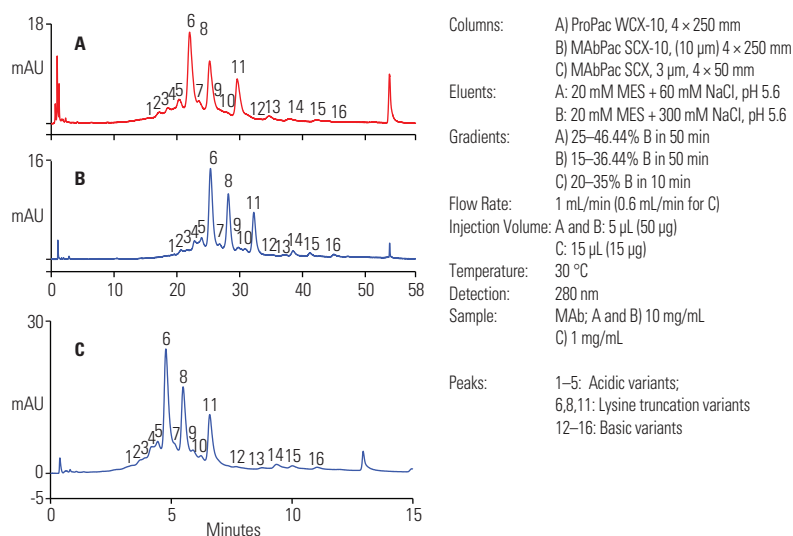 18
mAU
A
6
8
11
1
2
3
4
5
7
9
10
12
13
14
15
16
-3
16
mAU
B
6
8
11
1
2
3
4
5
7
9
10
12
13
14
15
16
-3
0 10 20 30 40 50 58
30
mAU
C
6
8
11
1
2
3
4
5
7
9
10
12
13
14
15
16
0
-5
0 5 10 15
Minutes
Columns: A) ProPac WCX-10, 4 × 250 mm
B) MAbPac SCX-10, (10 µm) 4 × 250 mm
C) MAbPac SCX, 3 µm, 4 × 50 mm
Eluents: A: 20 mM MES + 60 mM NaCl, pH 5.6
B: 20 mM MES + 300 mM NaCl, pH 5.6
Gradients: A) 25–46.44% B in 50 min
B) 15–36.44% B in 50 min
C) 20–35% B in 10 min
Flow Rate: 1 mL/min (0.6 mL/min for C)
Injection Volume: A and B: 5 µL (50 µg)
C: 15 µL (15 µg)
Temperature: 30 °C
Detection: 280 nm
Sample: MAb; A and B) 10 mg/mL
C) 1 mg/mL
Peaks: 1–5: Acidic variants;
6,8,11: Lysine truncation variants
12–16: Basic variants